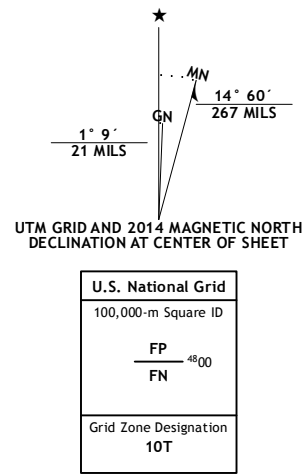 MN
GN
14° 60´
267 MILS
1° 9´
21 MILS
UTM GRID AND 2014 MAGNETIC NORTH
DECLINATION AT CENTER OF SHEET
U.S. National Grid
100,000-m Square ID
FP
4800
FN
Grid Zone Designation
10T